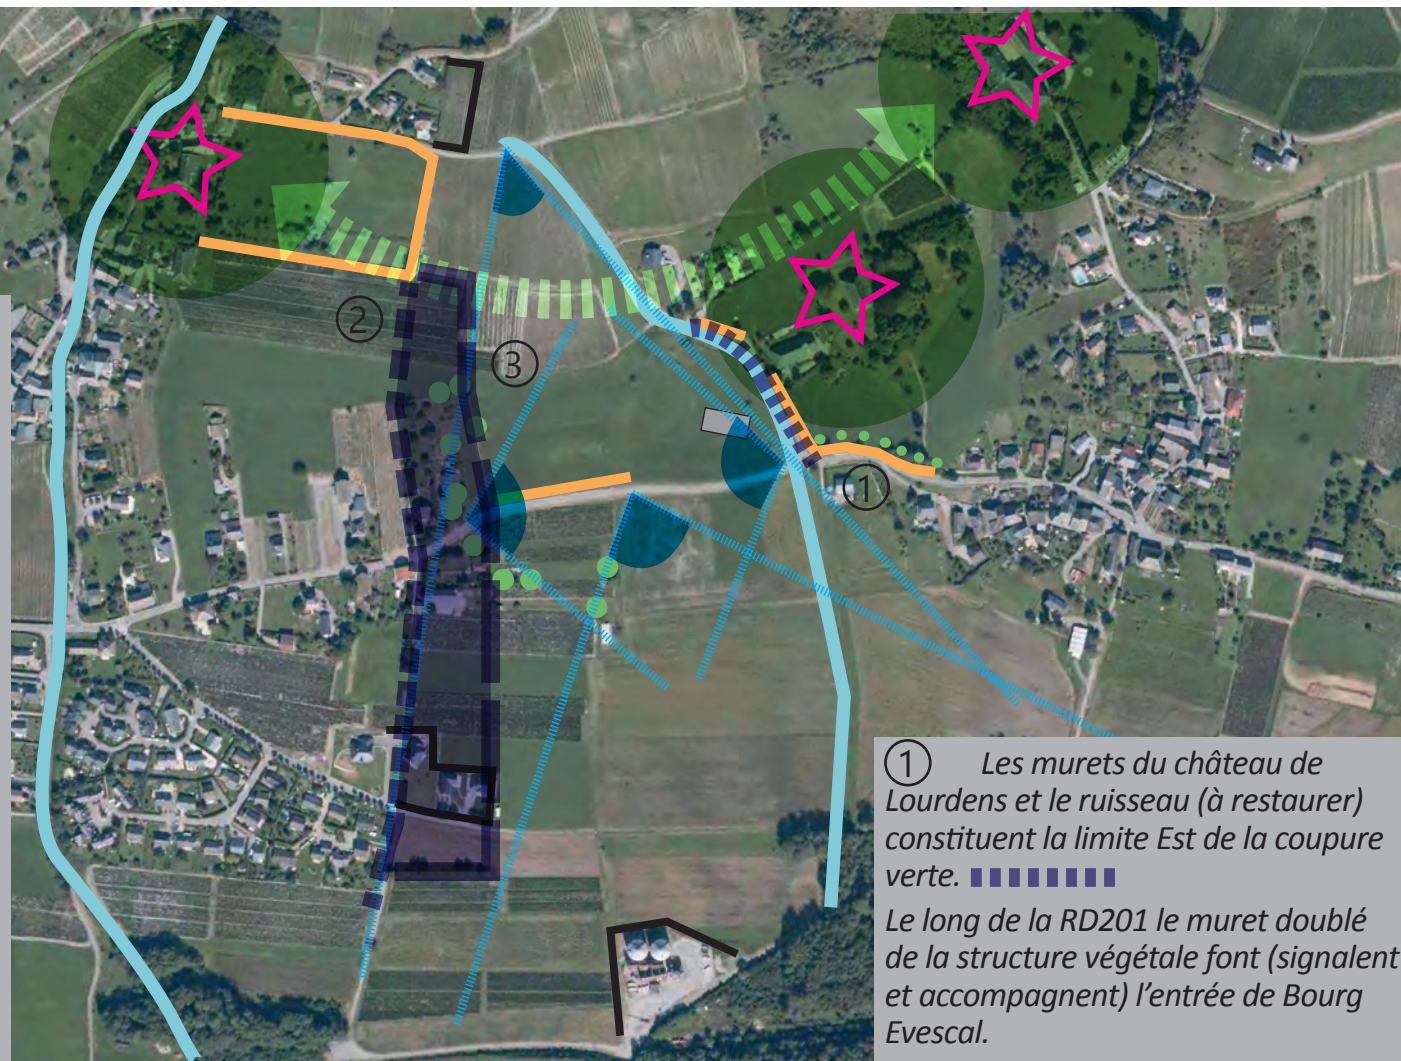 2
3
1
1 Les murets du château de
Lourdens et le ruisseau (à restaurer)
constituent la limite Est de la coupure
verte.
Le long de la RD201 le muret doublé
de la structure végétale font (signalent
et accompagnent) l’entrée de Bourg
Evescal.